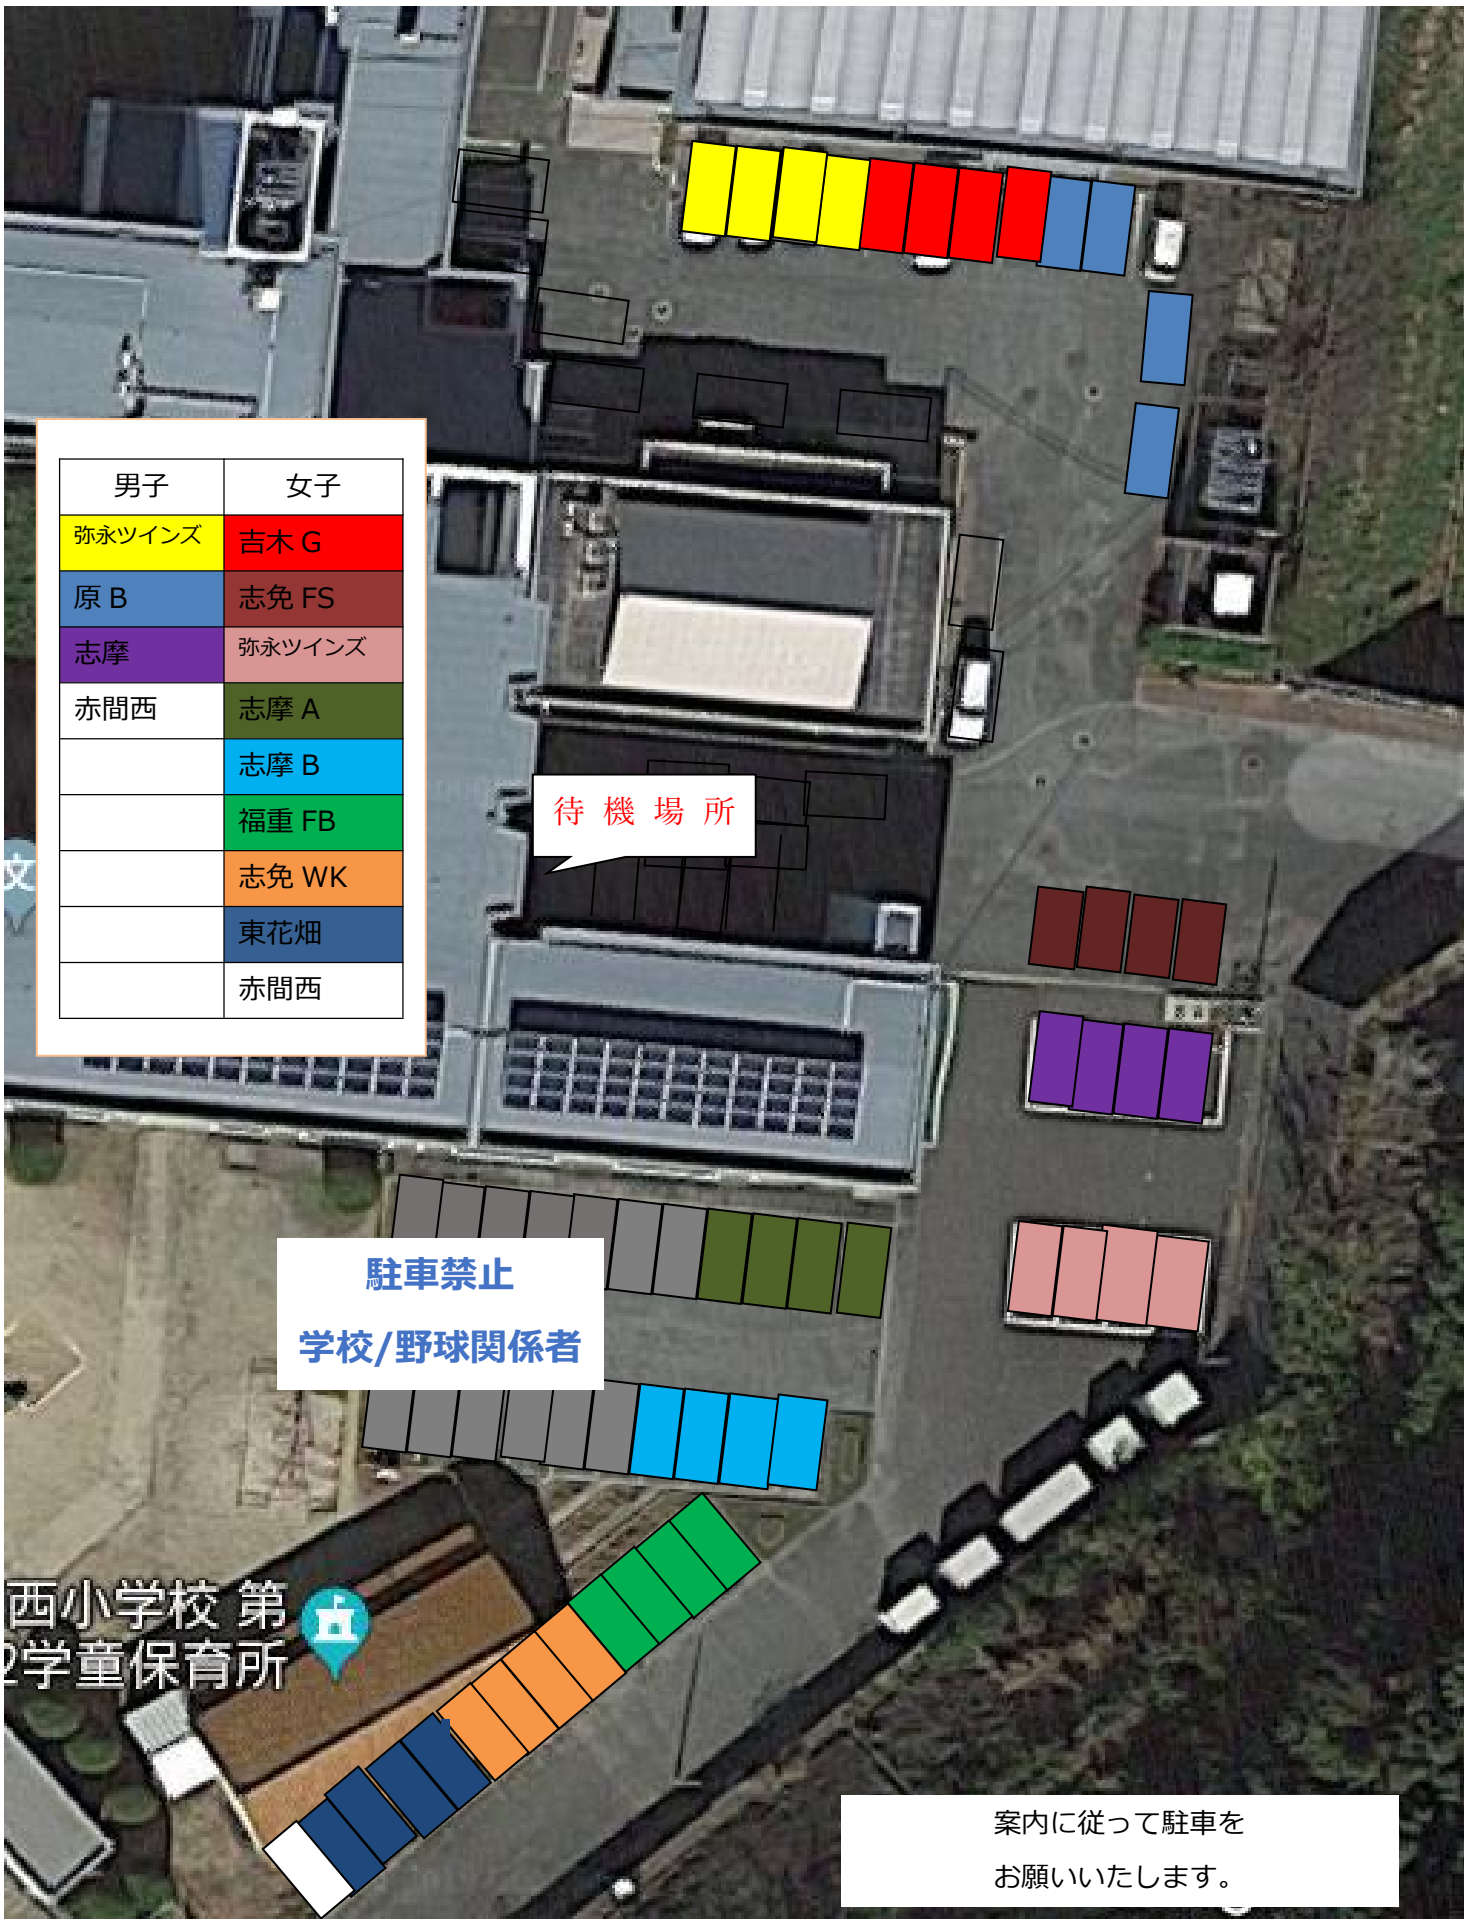 男子 女子
弥永ツインズ 吉木 G
原 B 志免 FS
志摩 弥永ツインズ
赤間西 志摩 A
志摩 B
福重 FB
志免 WK
東花畑
赤間西
待機場所
文
駐車禁止
学校/野球関係者
西小学校 第
2学童保育所
案内に従って駐車を
お願いいたします。